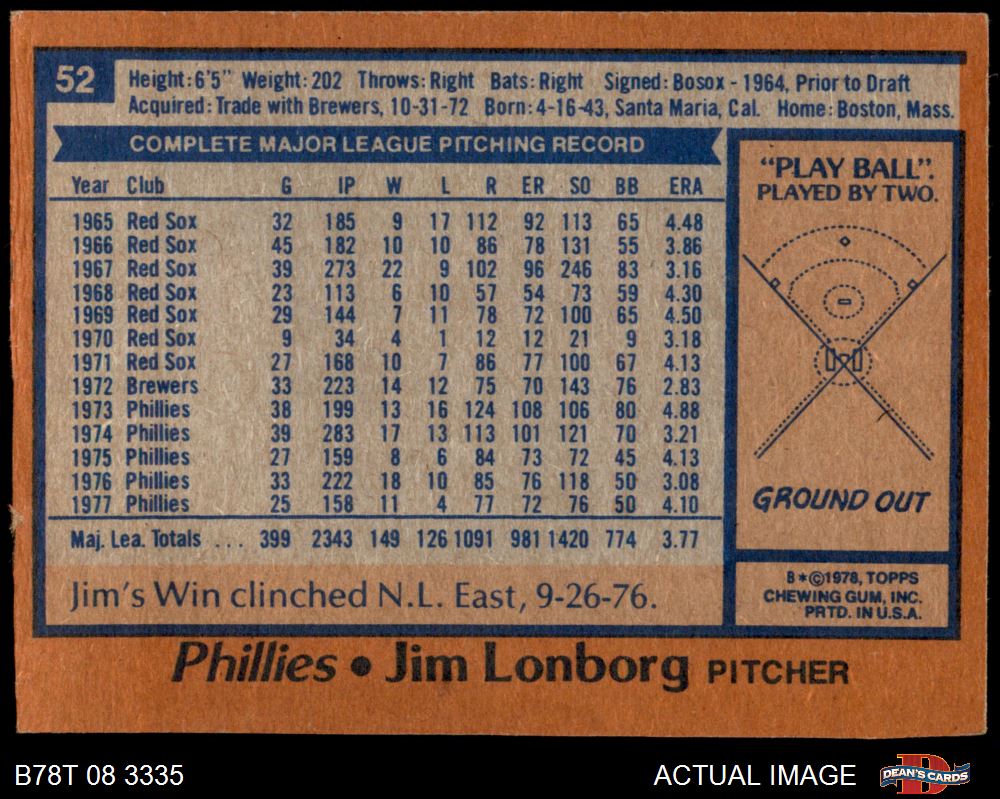 52
Height: 6'5" Weight: 202 Throws: Right Bats: Right Signed: Bosox - 1964, Prior to Draft
Acquired: Trade with Brewers, 10-31-72 Born: 4-16-43, Santa Maria, Cal. Home: Boston, Mass.
COMPLETE MAJOR LEAGUE PITCHING RECORD
Year Club G IP W L R ER SO BB ERA
1965 Red Sox 32 185 9 17 112 92 113 65 4.48
1966 Red Sox 45 182 10 10 86 78 131 55 3.86
1967 Red Sox 39 273 22 9 102 96 246 83 3.16
1968 Red Sox 23 113 6 10 57 54 73 59 4.30
1969 Red Sox 29 144 7 11 78 72 100 65 4.50
1970 Red Sox 9 34 4 1 12 12 21 9 3.18
1971 Red Sox 27 168 10 7 86 77 100 67 4.13
1972 Brewers 33 223 14 12 75 70 143 76 2.83
1973 Phillies 38 199 13 16 124 108 106 80 4.88
1974 Phillies 39 283 17 13 113 101 121 70 3.21
1975 Phillies 27 159 8 6 84 73 72 45 4.13
1976 Phillies 33 222 18 10 85 76 118 50 3.08
1977 Phillies 25 158 11 4 77 72 76 50 4.10
Maj. Lea. Totals ... 399 2343 149 126 1091 981 1420 774 3.77
Jim's Win clinched N.L. East, 9-26-76.
"PLAY BALL".
PLAYED BY TWO.
GROUND OUT
8*©1978, TOPPS
CHEWING GUM, INC.
PRTD. IN U.S.A.
Phillies • Jim Lonborg PITCHER
B78T 08 3335
ACTUAL IMAGE
D
DEAN'S CARDS